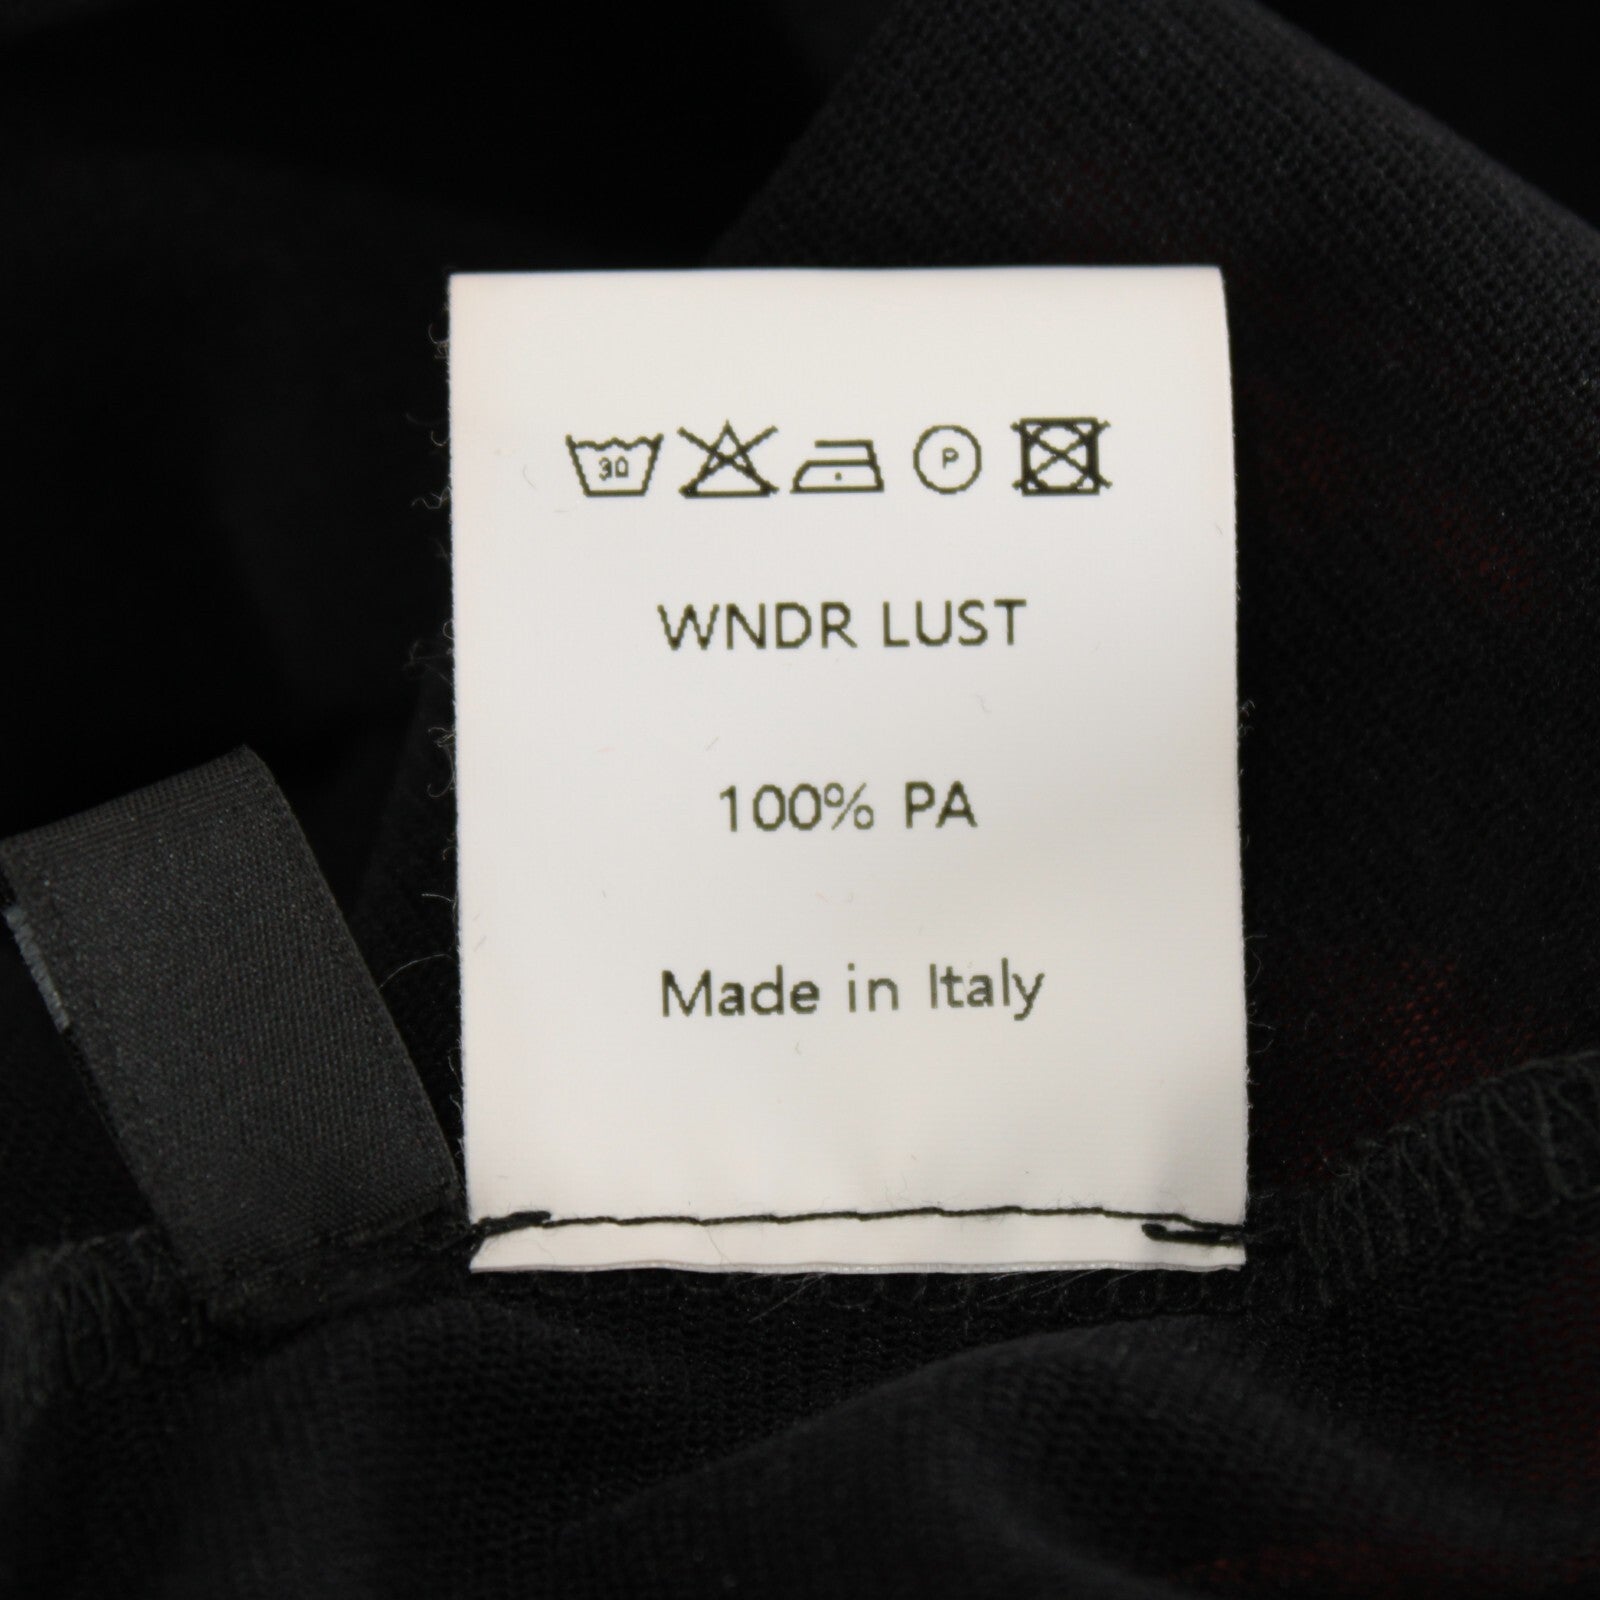 30 P
WNDR LUST
100% PA
Made in Italy